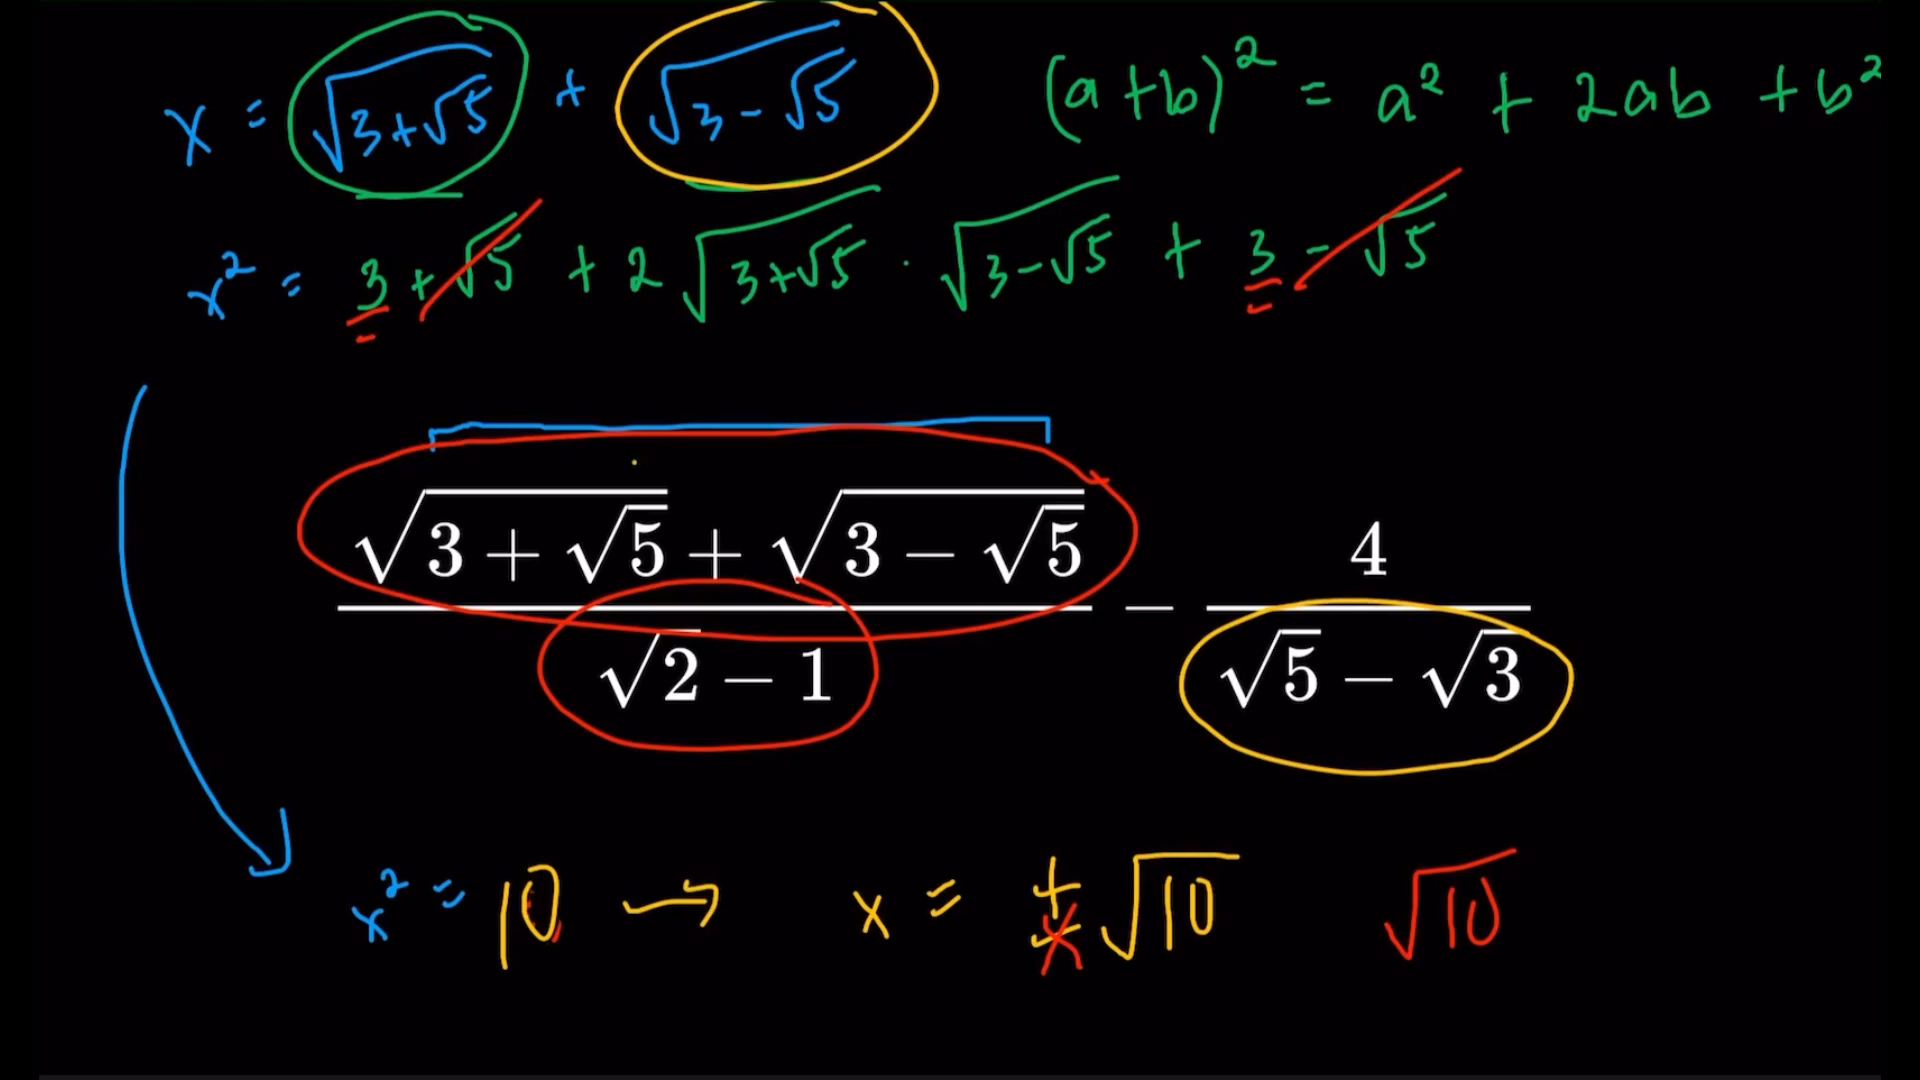 x = √(3+√5) + √(3-√5) (a+b)² = a² + 2ab + b²
x² = 3+√5 + 2√(3+√5) · √(3-√5) + 3-√5
(√(3 + √5) + √(3 − √5))/(√2 − 1) − 4/(√5 − √3)
x² = 10 → x = ±√10 √10